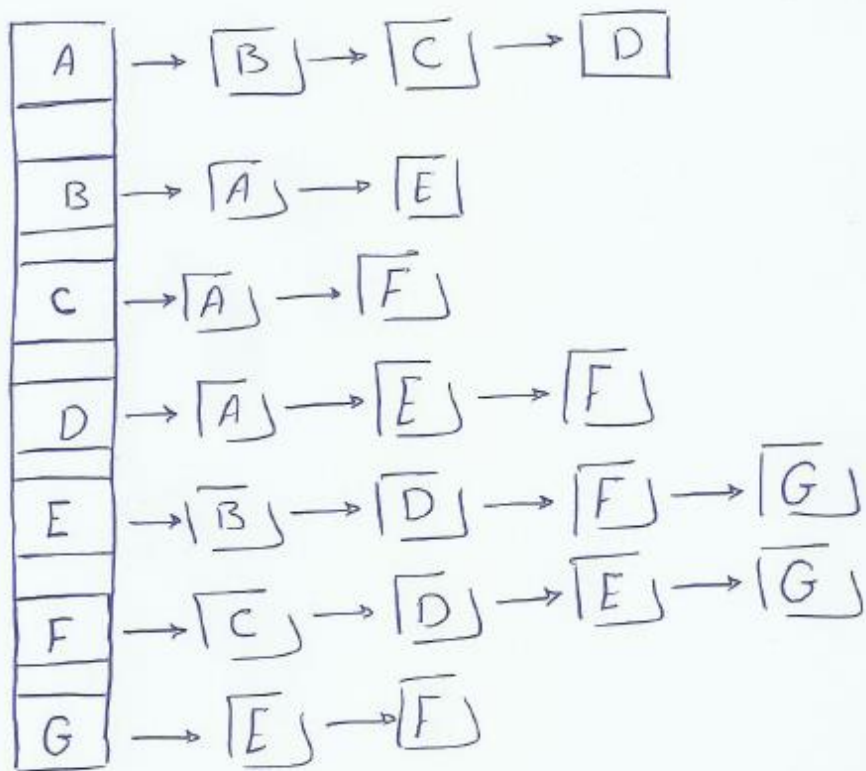 A → B → C → D
B → A → E
C → A → F
D → A → E → F
E → B → D → F → G
F → C → D → E → G
G → E → F